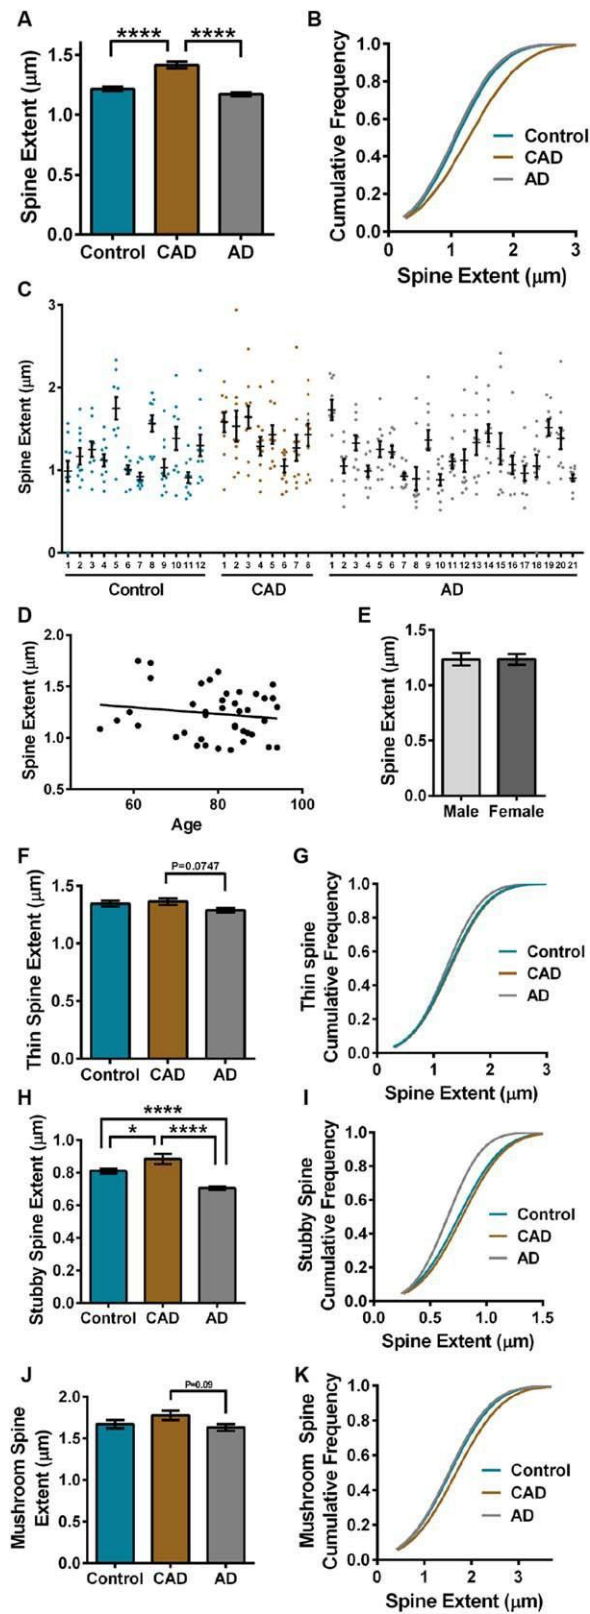 A
Spine Extent (μm)
1.5
1.0
0.5
0.0
**** ****
Control CAD AD
B
Cumulative Frequency
1.0
0.8
0.6
0.4
0.2
0.0
Control
CAD
AD
0 1 2 3
Spine Extent (μm)
C
Spine Extent (μm)
3
2
1
0
1 2 3 4 5 6 7 8 9 10 11 12 1 2 3 4 5 6 7 8 1 2 3 4 5 6 7 8 9 10 11 12 13 14 15 16 17 18 19 20 21
Control CAD AD
D
Spine Extent (μm)
2.0
1.5
1.0
0.5
60 80 100
Age
E
Spine Extent (μm)
1.5
1.0
0.5
0.0
Male Female
F
Thin Spine Extent (μm)
P=0.0747
1.5
1.0
0.5
0.0
Control CAD AD
G
Thin spine
Cumulative Frequency
1.0
0.8
0.6
0.4
0.2
0.0
Control
CAD
AD
0 1 2 3
Spine Extent (μm)
H
Stubby Spine Extent (μm)
****
* ****
1.0
0.8
0.6
0.4
0.2
0.0
Control CAD AD
I
Stubby Spine
Cumulative Frequency
1.0
0.8
0.6
0.4
0.2
0.0
Control
CAD
AD
0.0 0.5 1.0 1.5
Spine Extent (μm)
J
Mushroom Spine
Extent (μm)
P=0.09
2.0
1.5
1.0
0.5
0.0
Control CAD AD
K
Mushroom Spine
Cumulative Frequency
1.0
0.8
0.6
0.4
0.2
0.0
Control
CAD
AD
0 1 2 3
Spine Extent (μm)